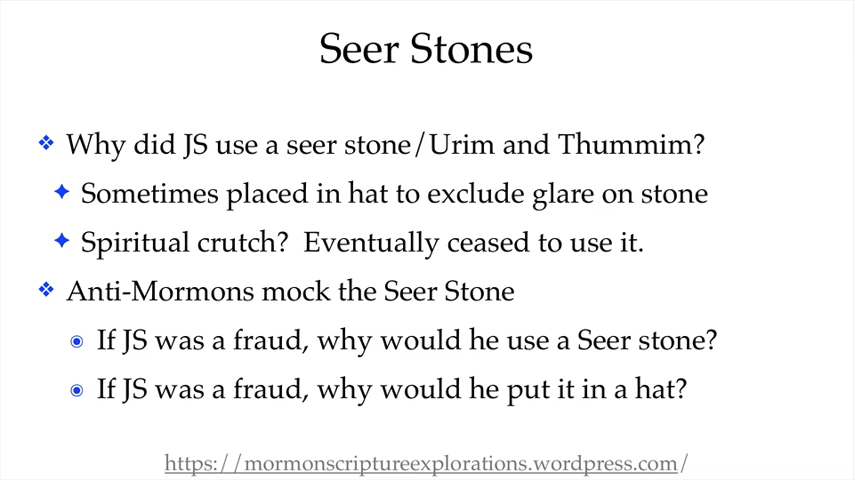 Seer Stones
Why did JS use a seer stone/Urim and Thummim?
Sometimes placed in hat to exclude glare on stone
Spiritual crutch?  Eventually ceased to use it.
Anti-Mormons mock the Seer Stone
If JS was a fraud, why would he use a Seer stone?
If JS was a fraud, why would he put it in a hat?
https://mormonscriptureexplorations.wordpress.com/